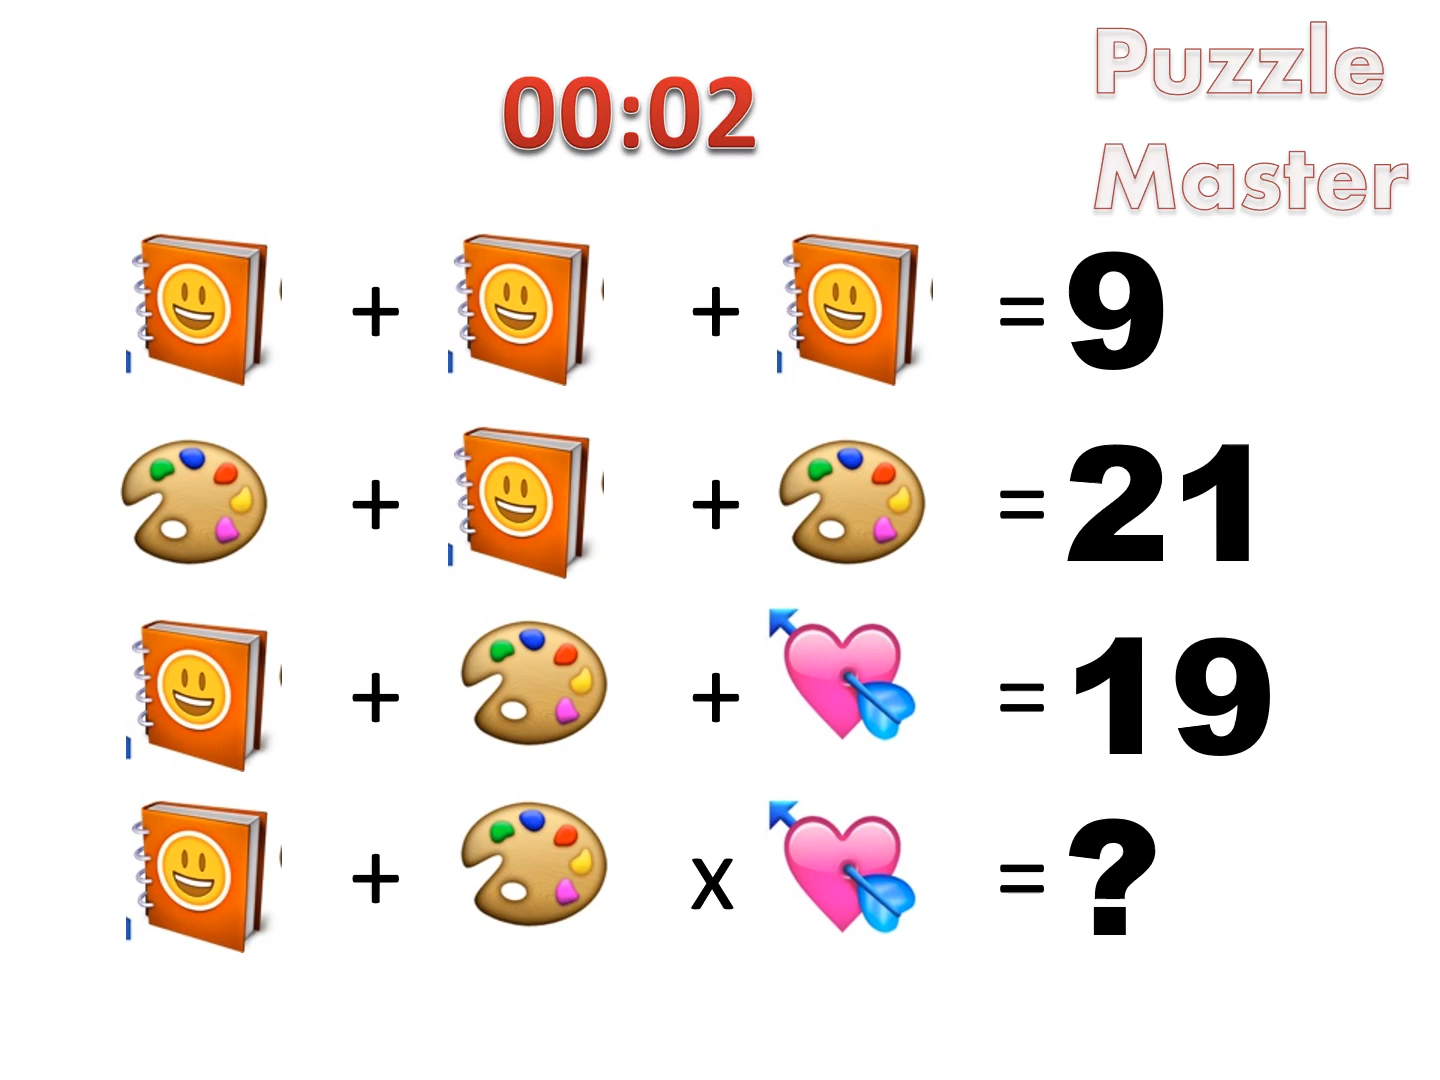 Puzzle
Master
00:02
+ + = 9
+ + = 21
+ + = 19
+ x = ?